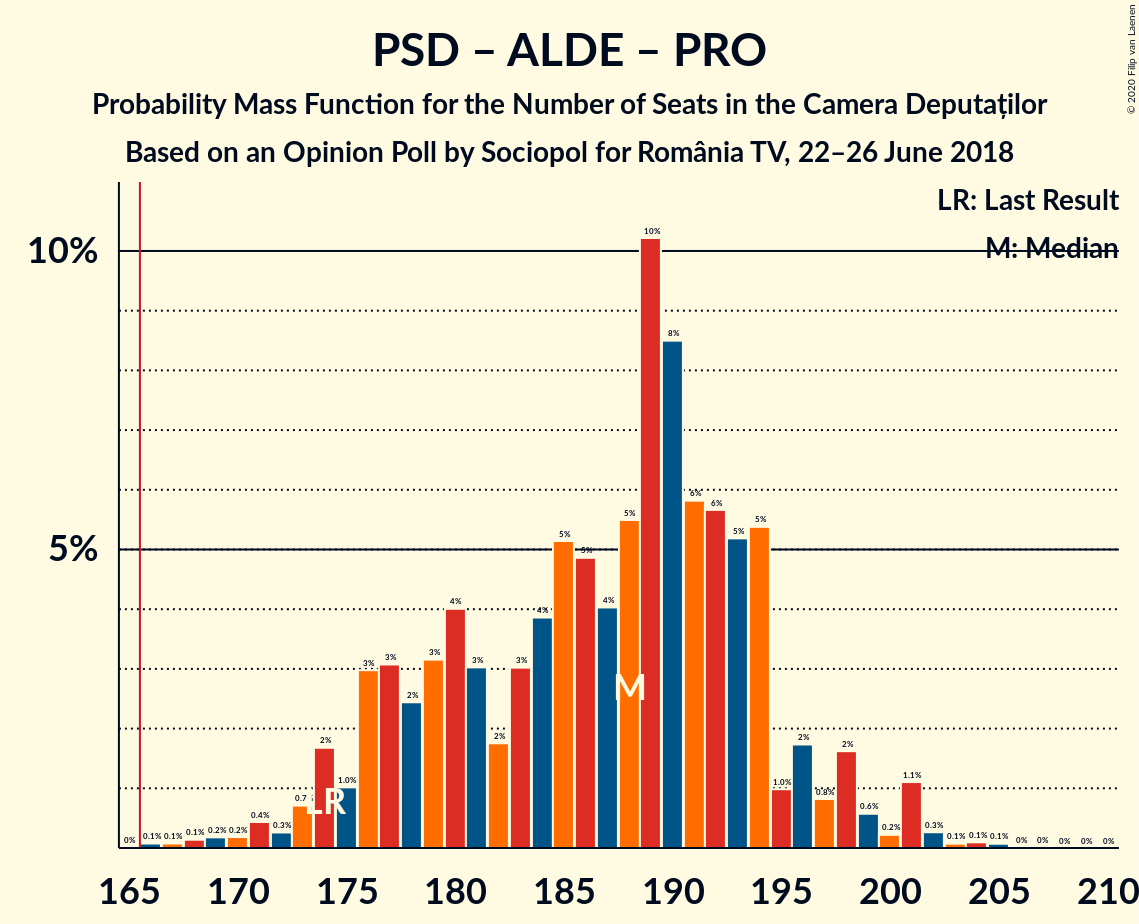 PSD – ALDE – PRO
Probability Mass Function for the Number of Seats in the Camera Deputaților
Based on an Opinion Poll by Sociopol for România TV, 22–26 June 2018
© 2020 Filip van Laenen
LR: Last Result
M: Median
10%
5%
0% 0.1% 0.1% 0.1% 0.2% 0.2% 0.4% 0.3% 0.7 2% 1.0% 3% 3% 2% 3% 4% 3% 2% 3% 4% 5% 5% 4% 5% 10% 8% 6% 6% 5% 5% 1.0% 2% 0.8% 2% 0.6% 0.2% 1.1% 0.3% 0.1% 0.1% 0.1% 0% 0% 0% 0% 0%
LR
M
165 170 175 180 185 190 195 200 205 210